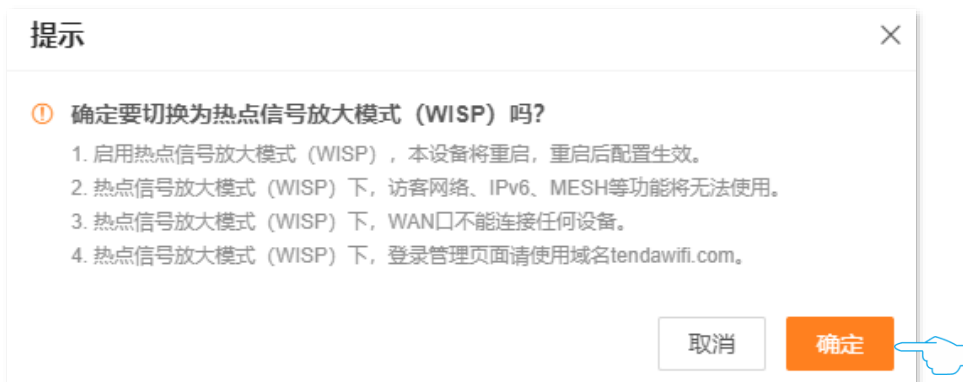 提示
确定要切换为热点信号放大模式（WISP）吗？
1. 启用热点信号放大模式（WISP），本设备将重启，重启后配置生效。
2. 热点信号放大模式（WISP）下，访客网络、IPv6、MESH等功能将无法使用。
3. 热点信号放大模式（WISP）下，WAN口不能连接任何设备。
4. 热点信号放大模式（WISP）下，登录管理页面请使用域名tendawifi.com。
取消
确定